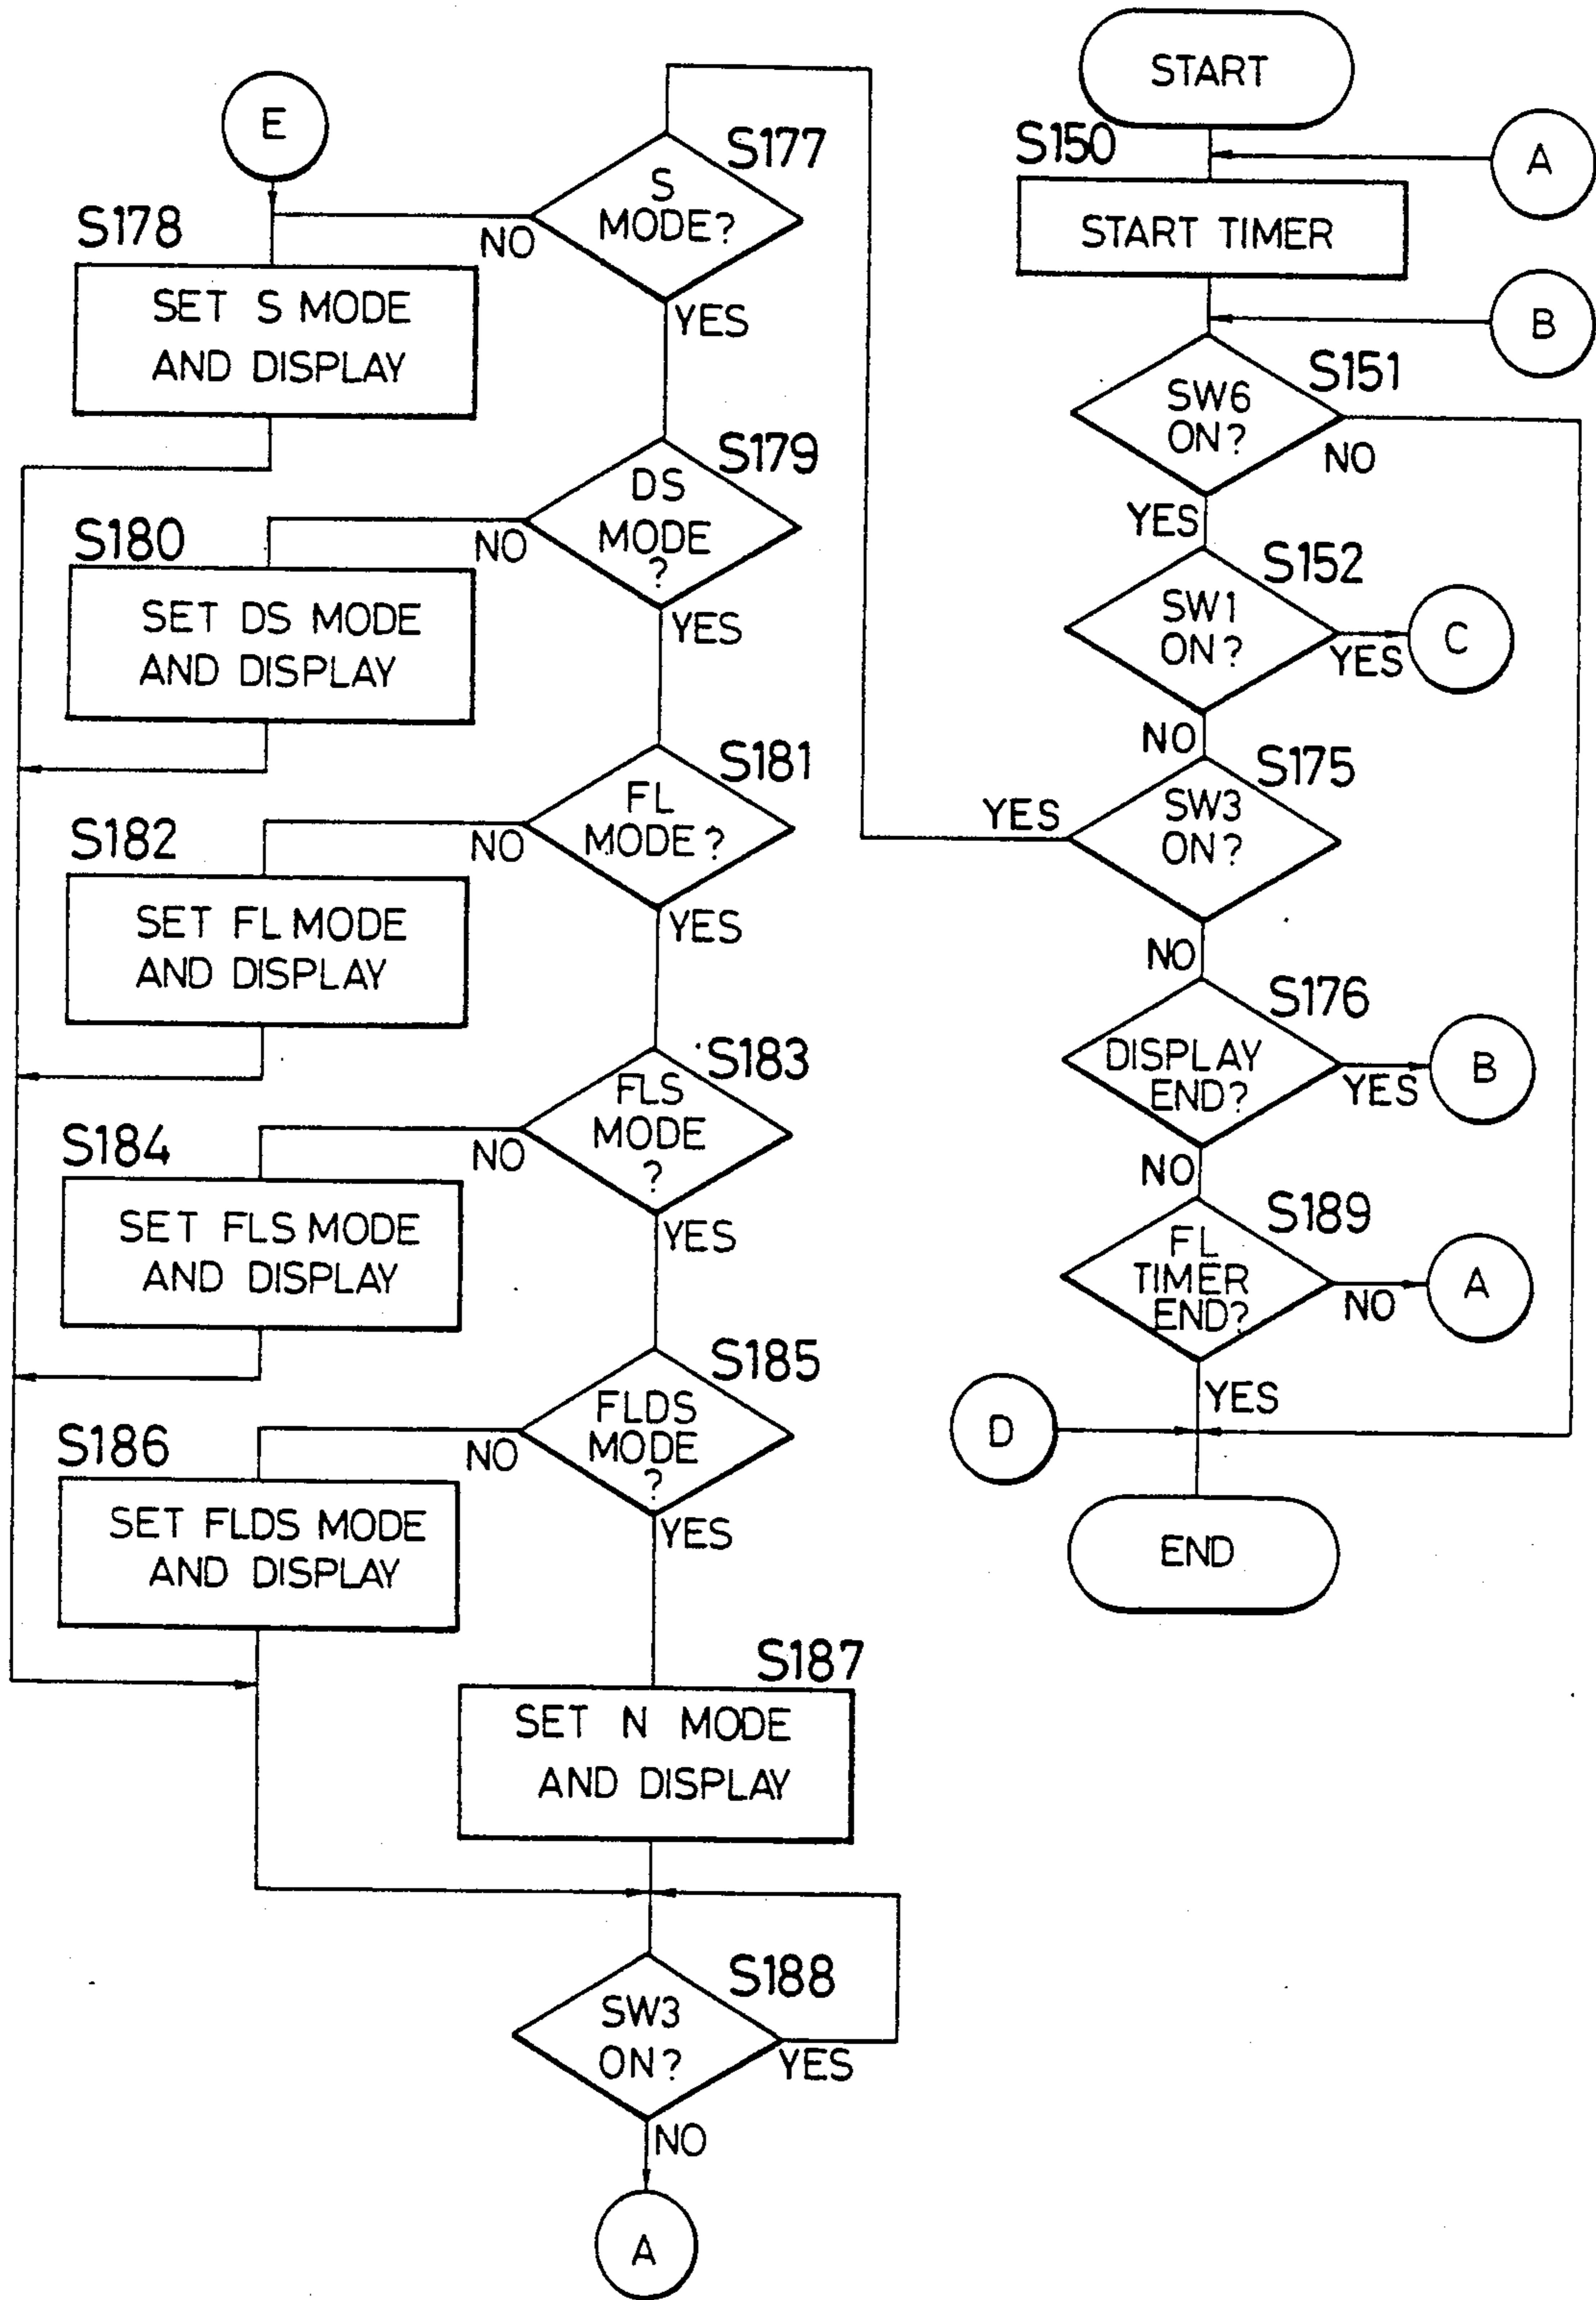 E
S177
S
MODE?
NO
YES
S178
SET S MODE
AND DISPLAY
S179
DS
MODE
?
NO
YES
S180
SET DS MODE
AND DISPLAY
S181
FL
MODE?
NO
YES
S182
SET FL MODE
AND DISPLAY
S183
FLS
MODE
?
NO
YES
S184
SET FLS MODE
AND DISPLAY
S185
FLDS
MODE
?
NO
YES
S186
SET FLDS MODE
AND DISPLAY
S187
SET N MODE
AND DISPLAY
S188
SW3
ON?
YES
NO
A
START
A
S150
START TIMER
B
S151
SW6
ON?
NO
YES
S152
SW1
ON?
YES
C
NO
S175
SW3
ON?
YES
NO
S176
DISPLAY
END?
YES
B
NO
S189
FL
TIMER
END?
NO
A
YES
D
END